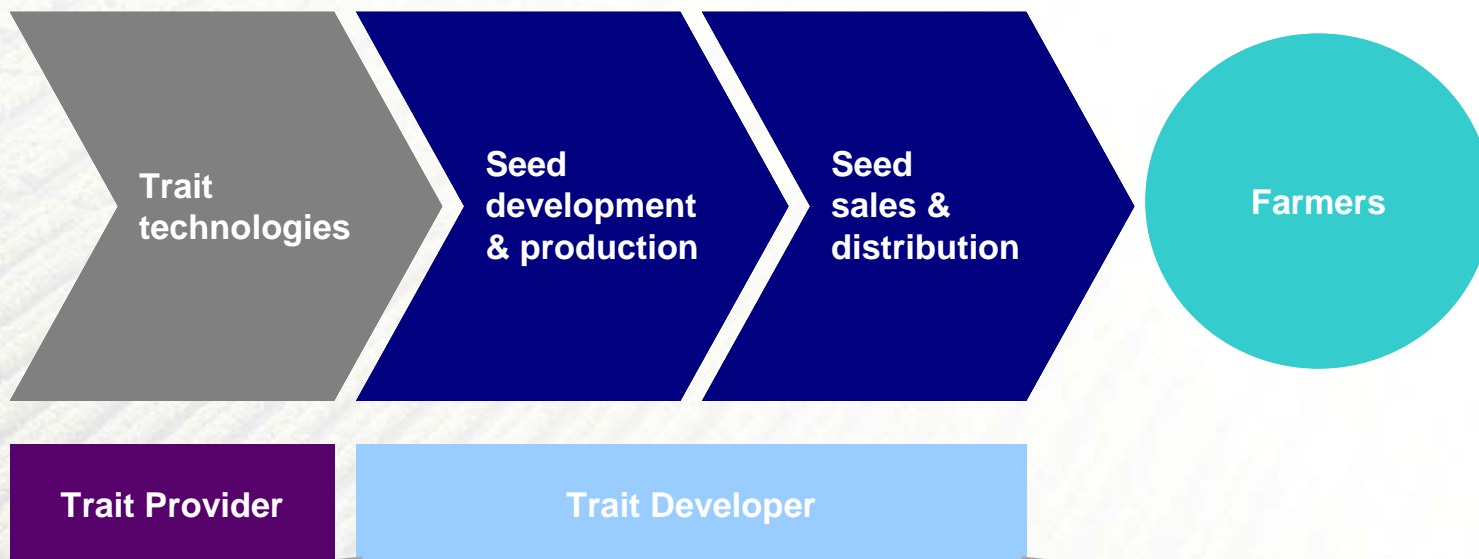 Trait
technologies
Seed
development
& production
Seed
sales &
distribution
Farmers
Trait Provider
Trait Developer